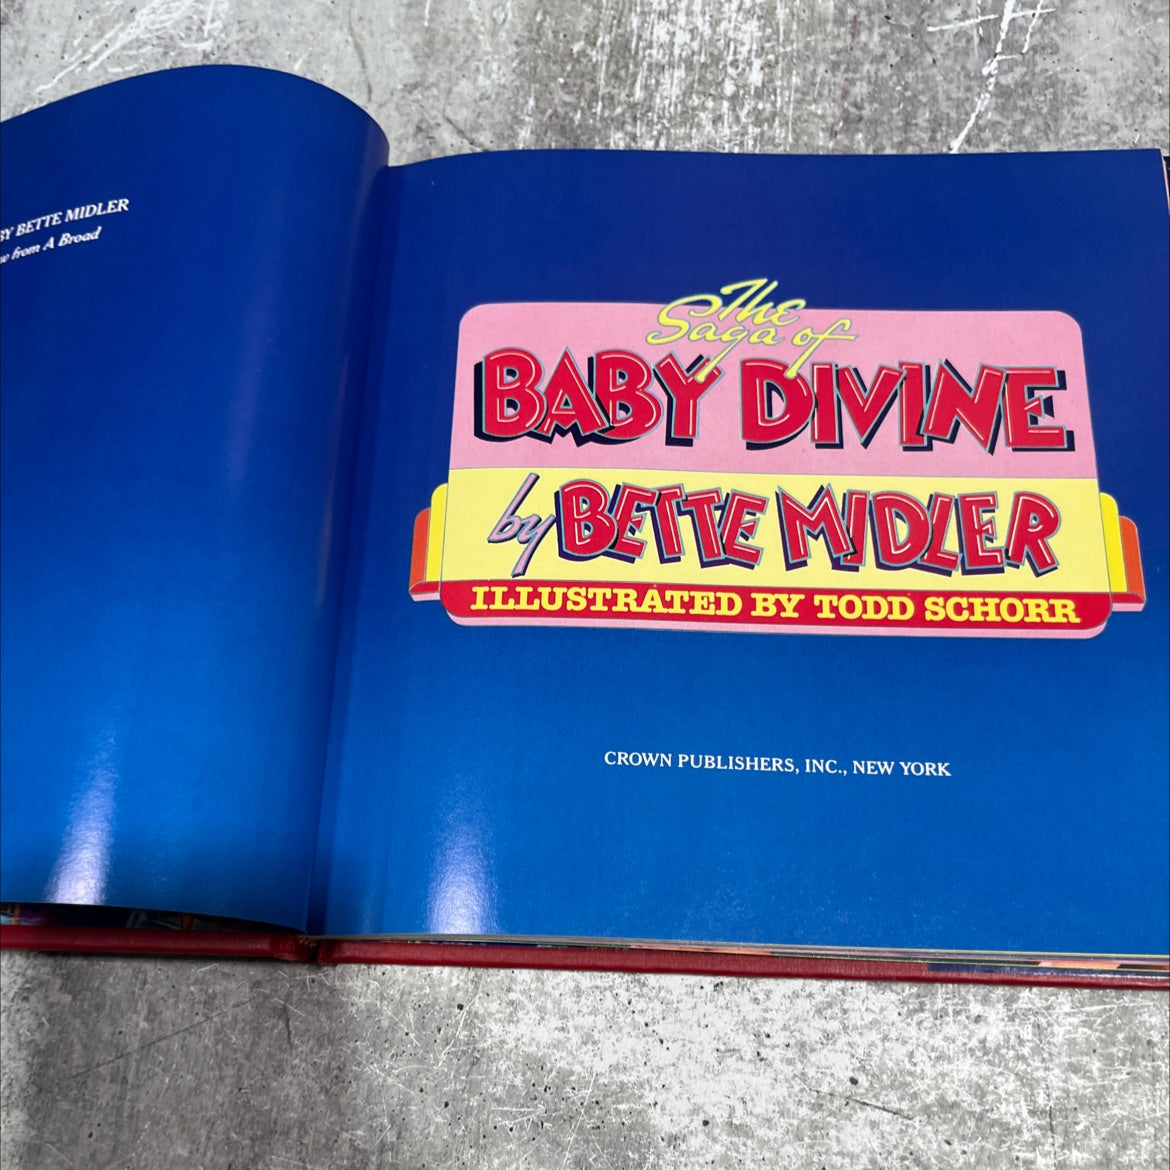 BY BETTE MIDLER
from A Broad
The
Saga of
BABY DIVINE
by BETTE MIDLER
ILLUSTRATED BY TODD SCHORR
CROWN PUBLISHERS, INC., NEW YORK